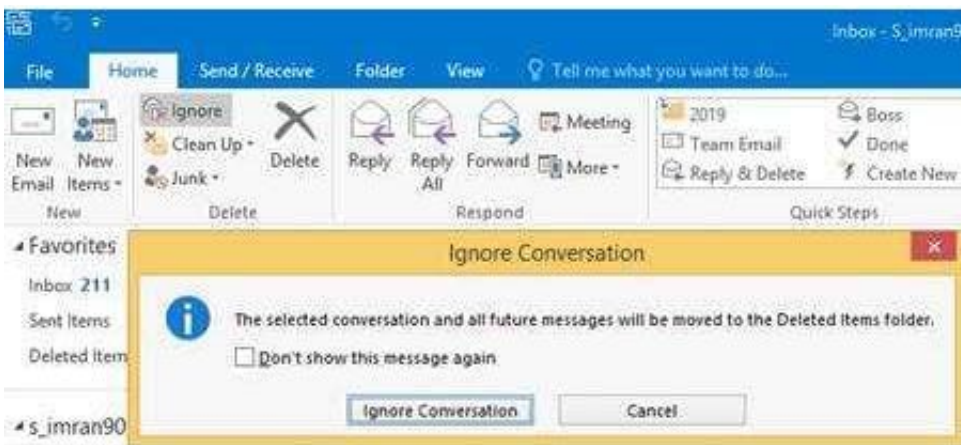 Inbox - S_imran9
File Home Send / Receive Folder View Tell me what you want to do...
New Email
New Items
Ignore
Clean Up
Junk
Delete
Reply
Reply All
Forward
Meeting
More
2019
Team Email
Reply & Delete
Boss
Done
Create New
New Delete Respond Quick Steps
Favorites
Inbox 211
Sent Items
Deleted Item
s_imran90
Ignore Conversation
The selected conversation and all future messages will be moved to the Deleted Items folder.
Don't show this message again
Ignore Conversation Cancel